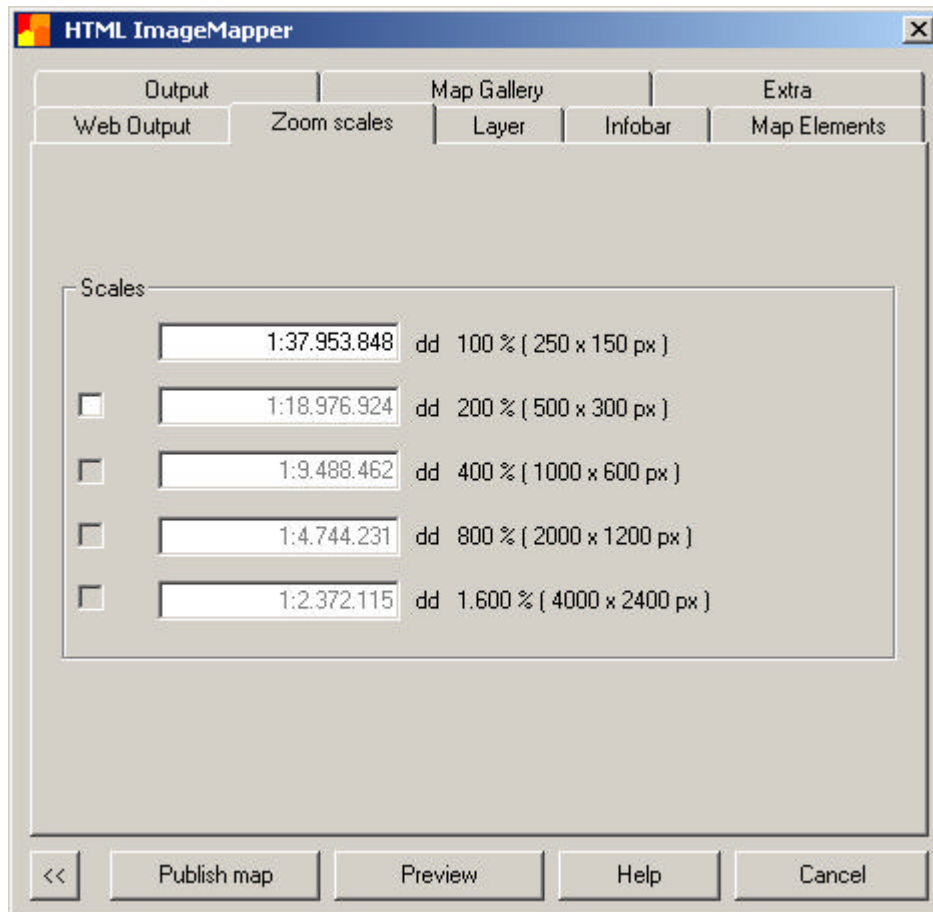 HTML ImageMapper
Output Map Gallery Extra
Web Output Zoom scales Layer Infobar Map Elements
Scales
1:37.953.848 dd 100 % ( 250 x 150 px )
1:18.976.924 dd 200 % ( 500 x 300 px )
1:9.488.462 dd 400 % ( 1000 x 600 px )
1:4.744.231 dd 800 % ( 2000 x 1200 px )
1:2.372.115 dd 1.600 % ( 4000 x 2400 px )
<< Publish map Preview Help Cancel